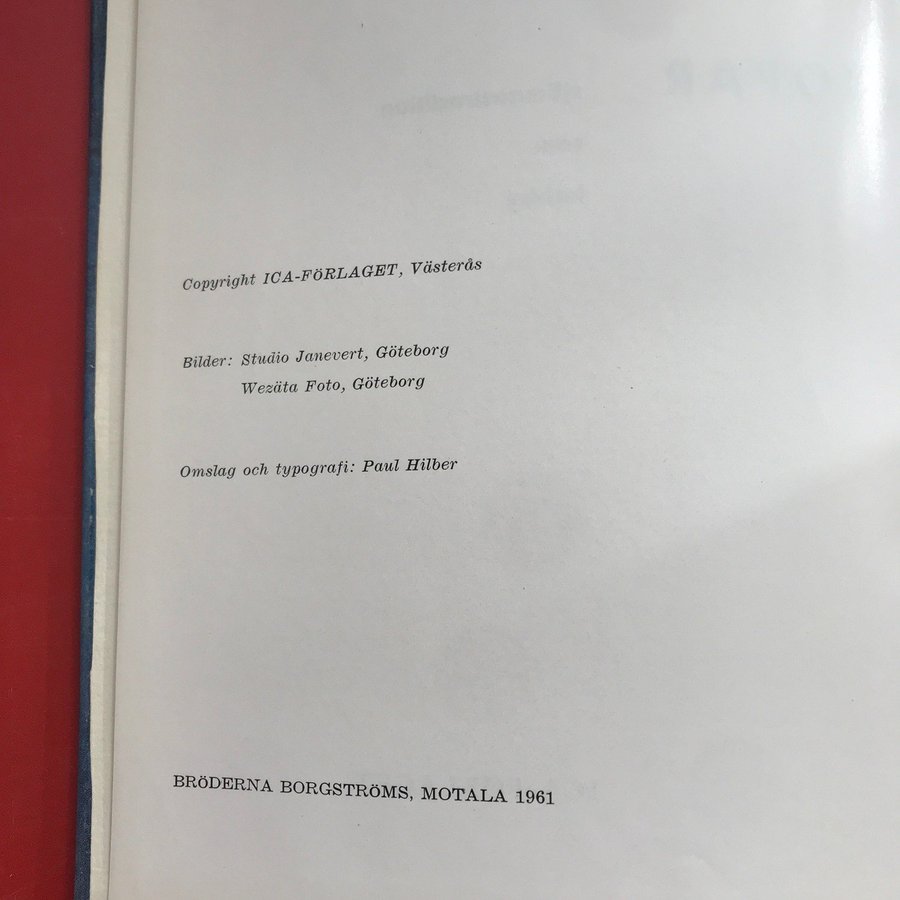 Copyright ICA-FÖRLAGET, Västerås
Bilder: Studio Janevert, Göteborg
Wezäta Foto, Göteborg
Omslag och typografi: Paul Hilber
BRÖDERNA BORGSTRÖMS, MOTALA 1961